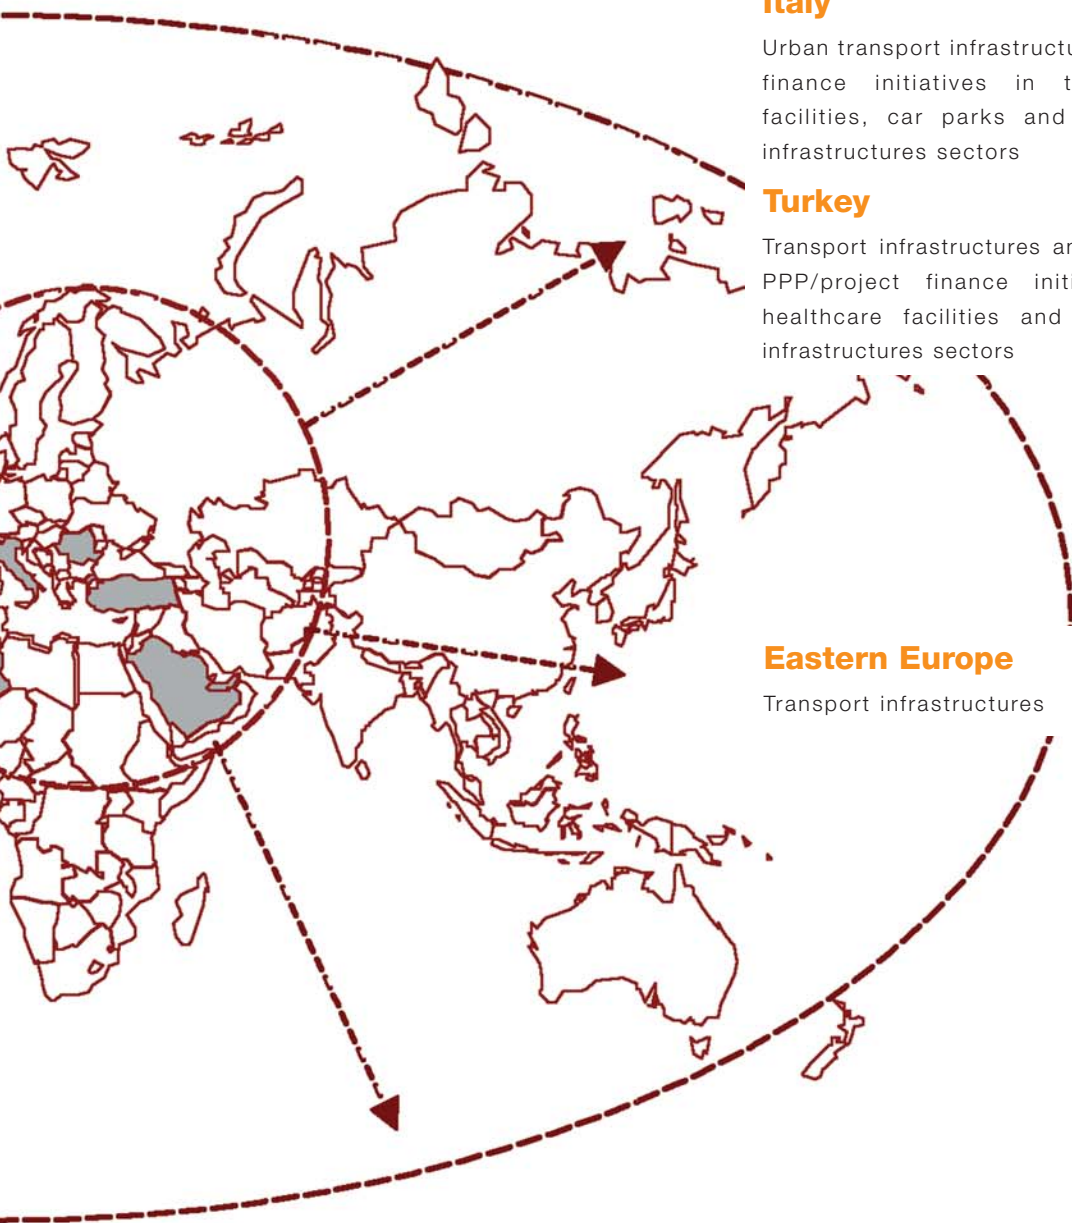 Italy
Urban transport infrastructu
finance initiatives in t
facilities, car parks and
infrastructures sectors
Turkey
Transport infrastructures an
PPP/project finance initi
healthcare facilities and
infrastructures sectors
Eastern Europe
Transport infrastructures